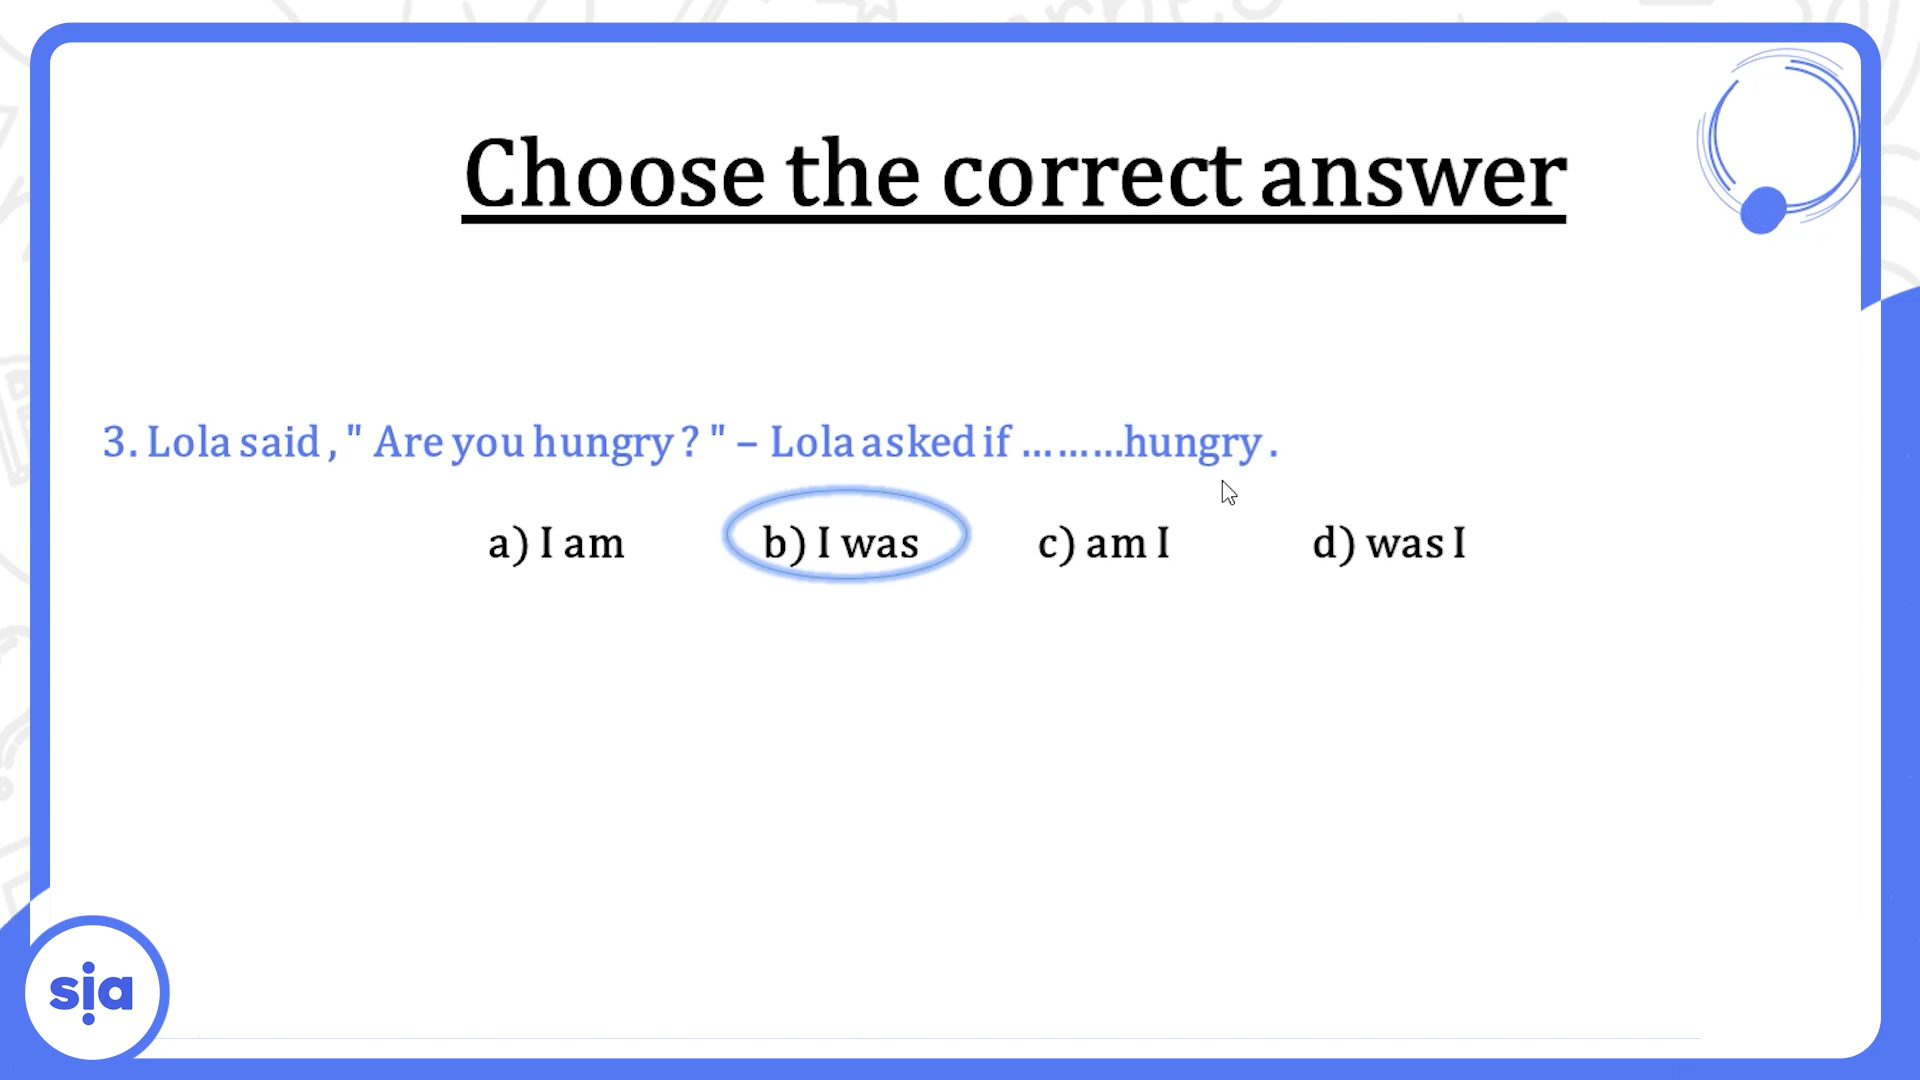 Choose the correct answer
3. Lola said , " Are you hungry ? " – Lola asked if ………hungry .
a) I am b) I was c) am I d) was I
sia